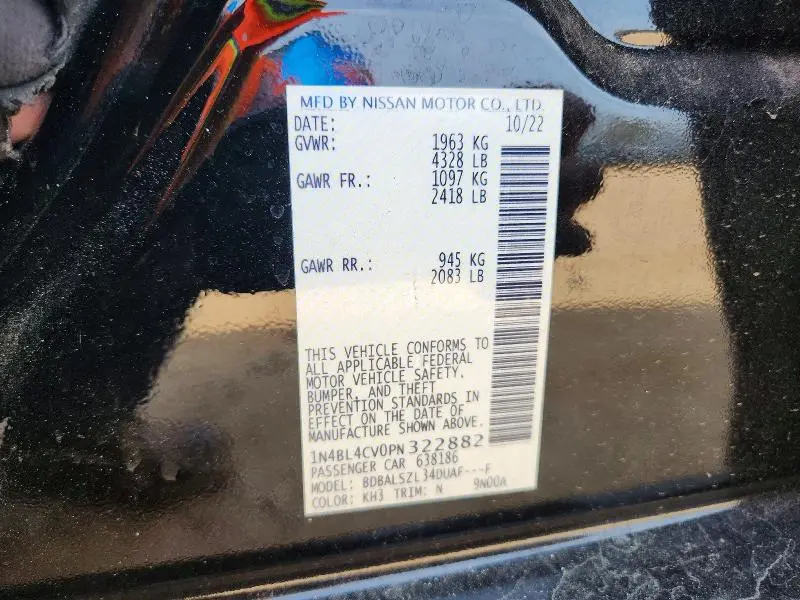 MFD BY NISSAN MOTOR CO., LTD.
DATE: 10/22
GVWR: 1963 KG
4328 LB
GAWR FR.: 1097 KG
2418 LB
GAWR RR.: 945 KG
2083 LB
THIS VEHICLE CONFORMS TO
ALL APPLICABLE FEDERAL
MOTOR VEHICLE SAFETY,
BUMPER, AND THEFT
PREVENTION STANDARDS IN
EFFECT ON THE DATE OF
MANUFACTURE SHOWN ABOVE.
1N4BL4CV0PN322882
PASSENGER CAR 638186
MODEL: BDBALSZL34DUAF---F
COLOR: KH3 TRIM: N 9N00A